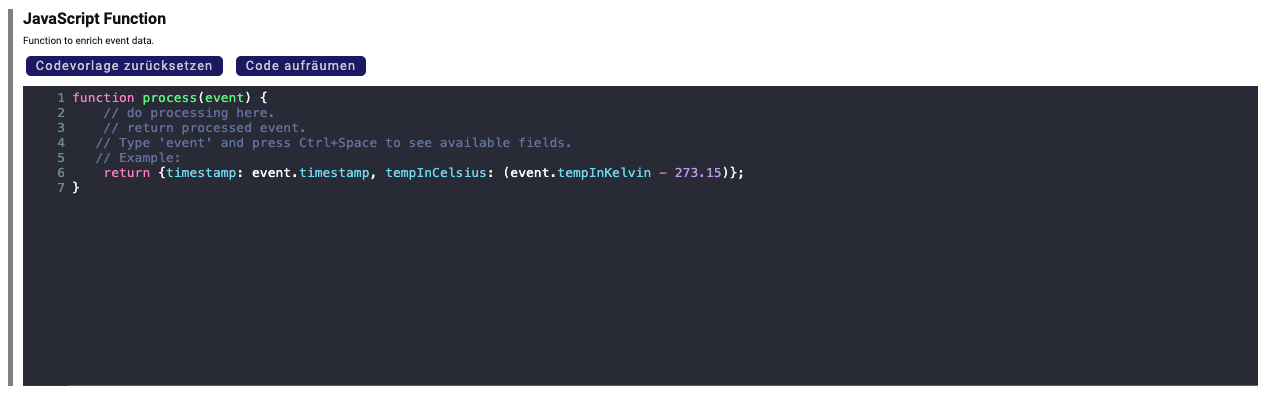 JavaScript Function
Function to enrich event data.
Codevorlage zurücksetzen Code aufräumen
1 function process(event) {
2     // do processing here.
3     // return processed event.
4    // Type 'event' and press Ctrl+Space to see available fields.
5    // Example:
6     return {timestamp: event.timestamp, tempInCelsius: (event.tempInKelvin - 273.15)};
7 }